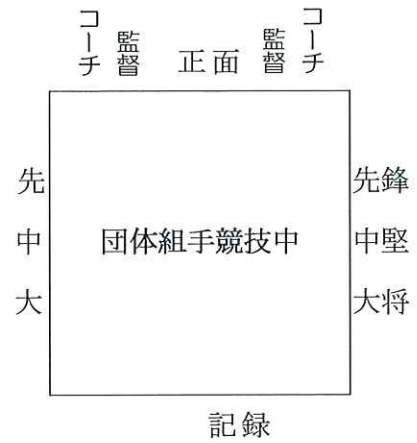 コーチ
監督
正面
監督
コーチ
先
先鋒
中
団体組手競技中
中堅
大
大将
記録